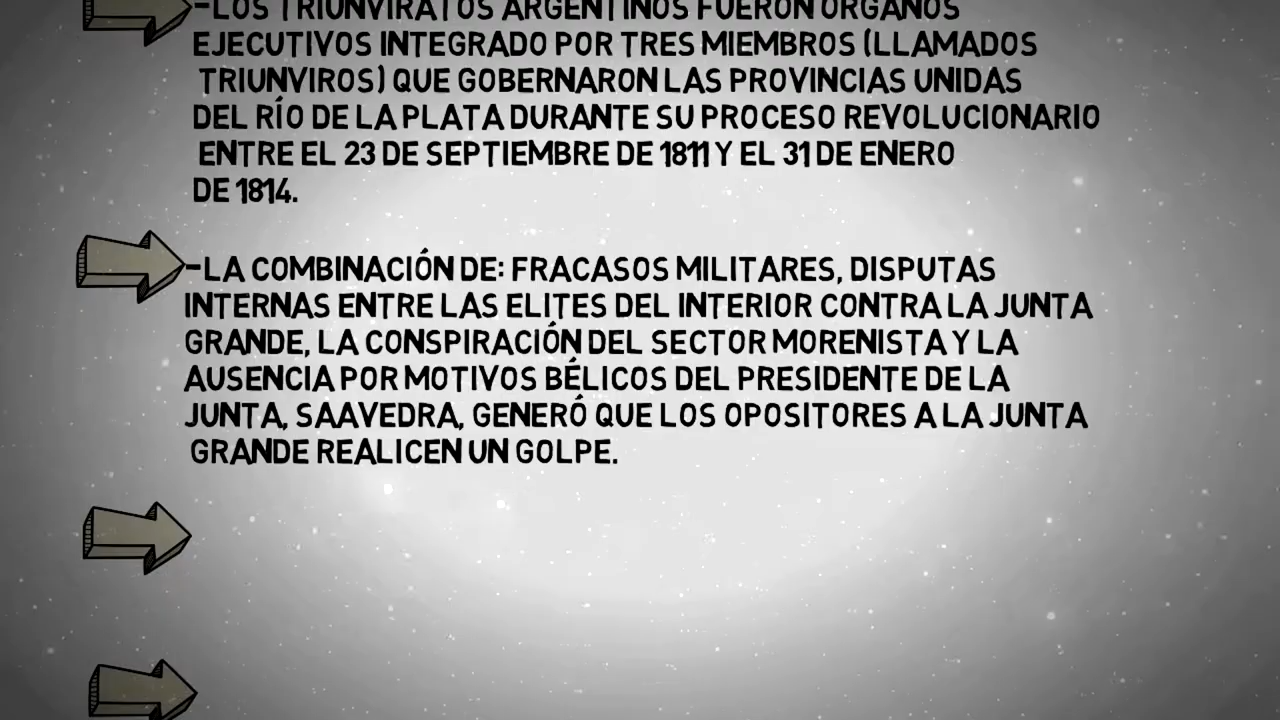 -LOS TRIUNVIRATOS ARGENTINOS FUERON ÓRGANOS
EJECUTIVOS INTEGRADO POR TRES MIEMBROS (LLAMADOS
TRIUNVIROS) QUE GOBERNARON LAS PROVINCIAS UNIDAS
DEL RÍO DE LA PLATA DURANTE SU PROCESO REVOLUCIONARIO
ENTRE EL 23 DE SEPTIEMBRE DE 1811 Y EL 31 DE ENERO
DE 1814.
-LA COMBINACIÓN DE: FRACASOS MILITARES, DISPUTAS
INTERNAS ENTRE LAS ELITES DEL INTERIOR CONTRA LA JUNTA
GRANDE, LA CONSPIRACIÓN DEL SECTOR MORENISTA Y LA
AUSENCIA POR MOTIVOS BÉLICOS DEL PRESIDENTE DE LA
JUNTA, SAAVEDRA, GENERÓ QUE LOS OPOSITORES A LA JUNTA
GRANDE REALICEN UN GOLPE.